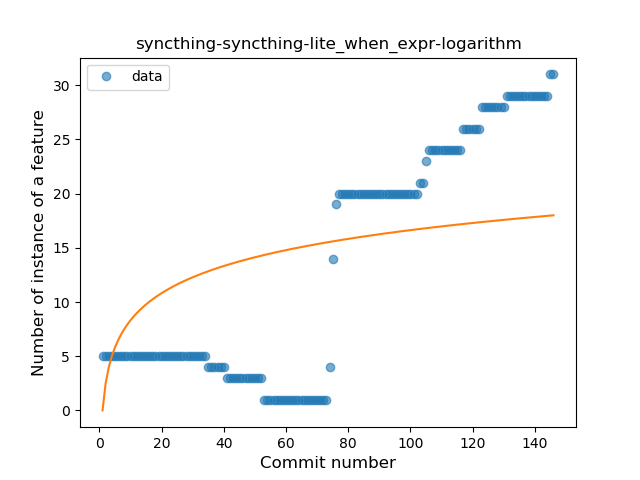 syncthing-syncthing-lite_when_expr-logarithm
data
Number of instance of a feature
30
25
20
15
10
5
0
0 20 40 60 80 100 120 140
Commit number